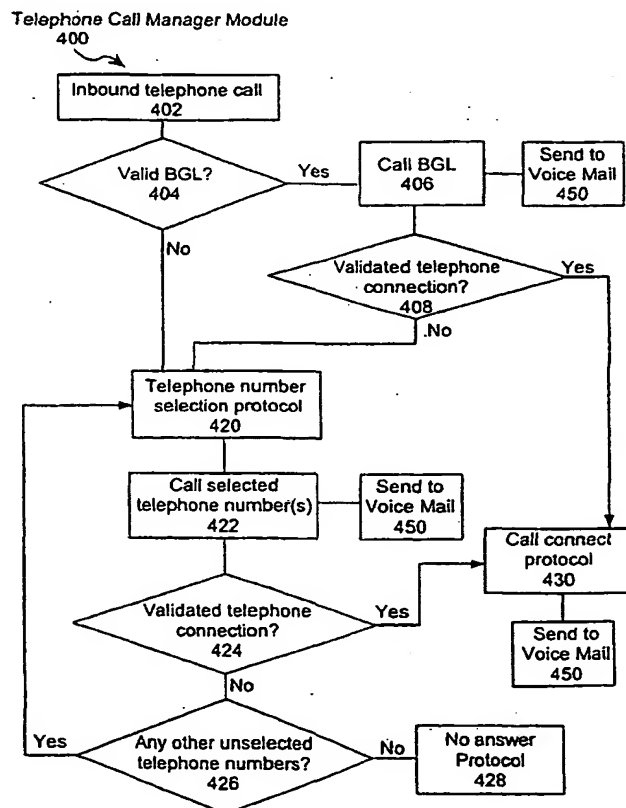 Telephone Call Manager Module
400
Inbound telephone call
402
Valid BGL?
404
Yes
Call BGL
406
Send to
Voice Mail
450
No
Validated telephone
connection?
408
Yes
No
Telephone number
selection protocol
420
Call selected
telephone number(s)
422
Send to
Voice Mail
450
Call connect
protocol
430
Validated telephone
connection?
424
Yes
Send to
Voice Mail
450
No
Yes
Any other unselected
telephone numbers?
426
No
No answer
Protocol
428